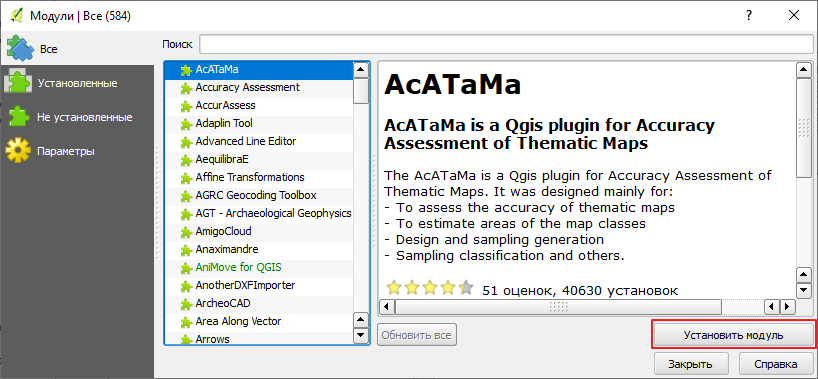 Модули | Все (584)
?
Все
Установленные
Не установленные
Параметры
Поиск
AcATaMa
Accuracy Assessment
AccurAssess
Adaplin Tool
Advanced Line Editor
AequilibraE
Affine Transformations
AGRC Geocoding Toolbox
AGT - Archaeological Geophysics
AmigoCloud
Anaximandre
AniMove for QGIS
AnotherDXFImporter
ArcheoCAD
Area Along Vector
Arrows
AcATaMa
AcATaMa is a Qgis plugin for Accuracy
Assessment of Thematic Maps
The AcATaMa is a Qgis plugin for Accuracy Assessment of
Thematic Maps. It was designed mainly for:
- To assess the accuracy of thematic maps
- To estimate areas of the map classes
- Design and sampling generation
- Sampling classification and others.
51 оценок, 40630 установок
Обновить все
Установить модуль
Закрыть
Справка